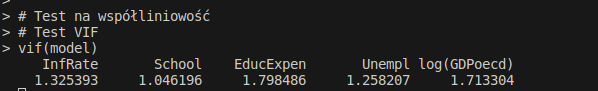 >
> # Test na współliniowość
> # Test VIF
> vif(model)
InfRate School EducExpen Unempl log(GDPoecd)
1.325393 1.046196 1.798486 1.258207 1.713304